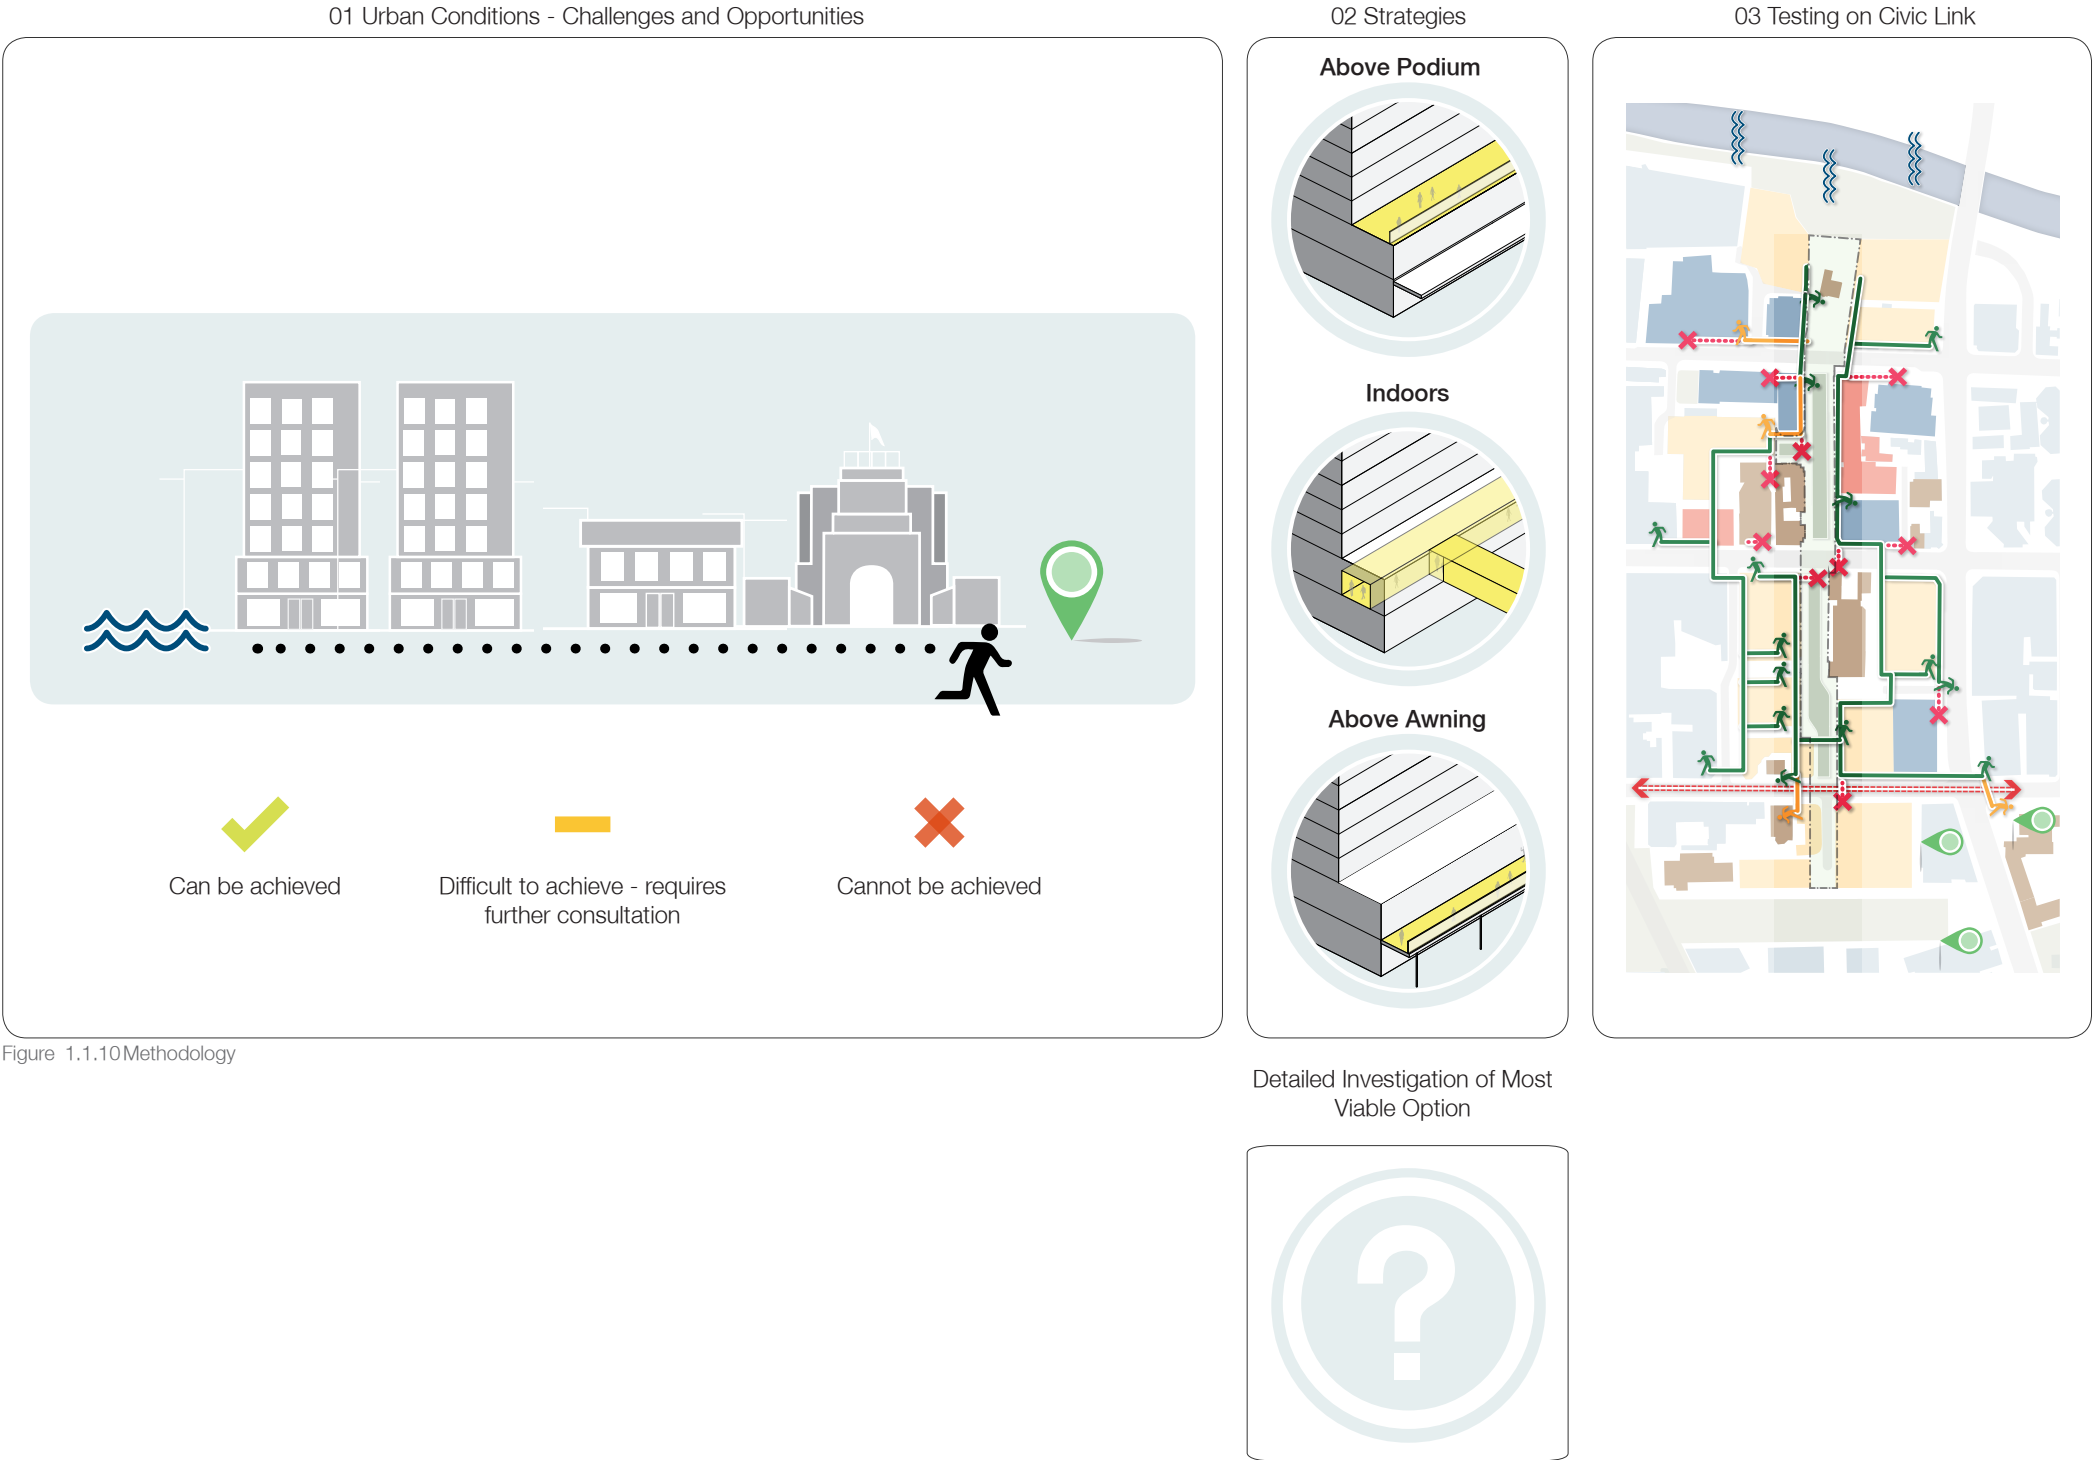 01 Urban Conditions - Challenges and Opportunities
Can be achieved
Difficult to achieve - requires
further consultation
Cannot be achieved
Figure 1.1.10 Methodology
02 Strategies
Above Podium
Indoors
Above Awning
Detailed Investigation of Most
Viable Option
?
03 Testing on Civic Link